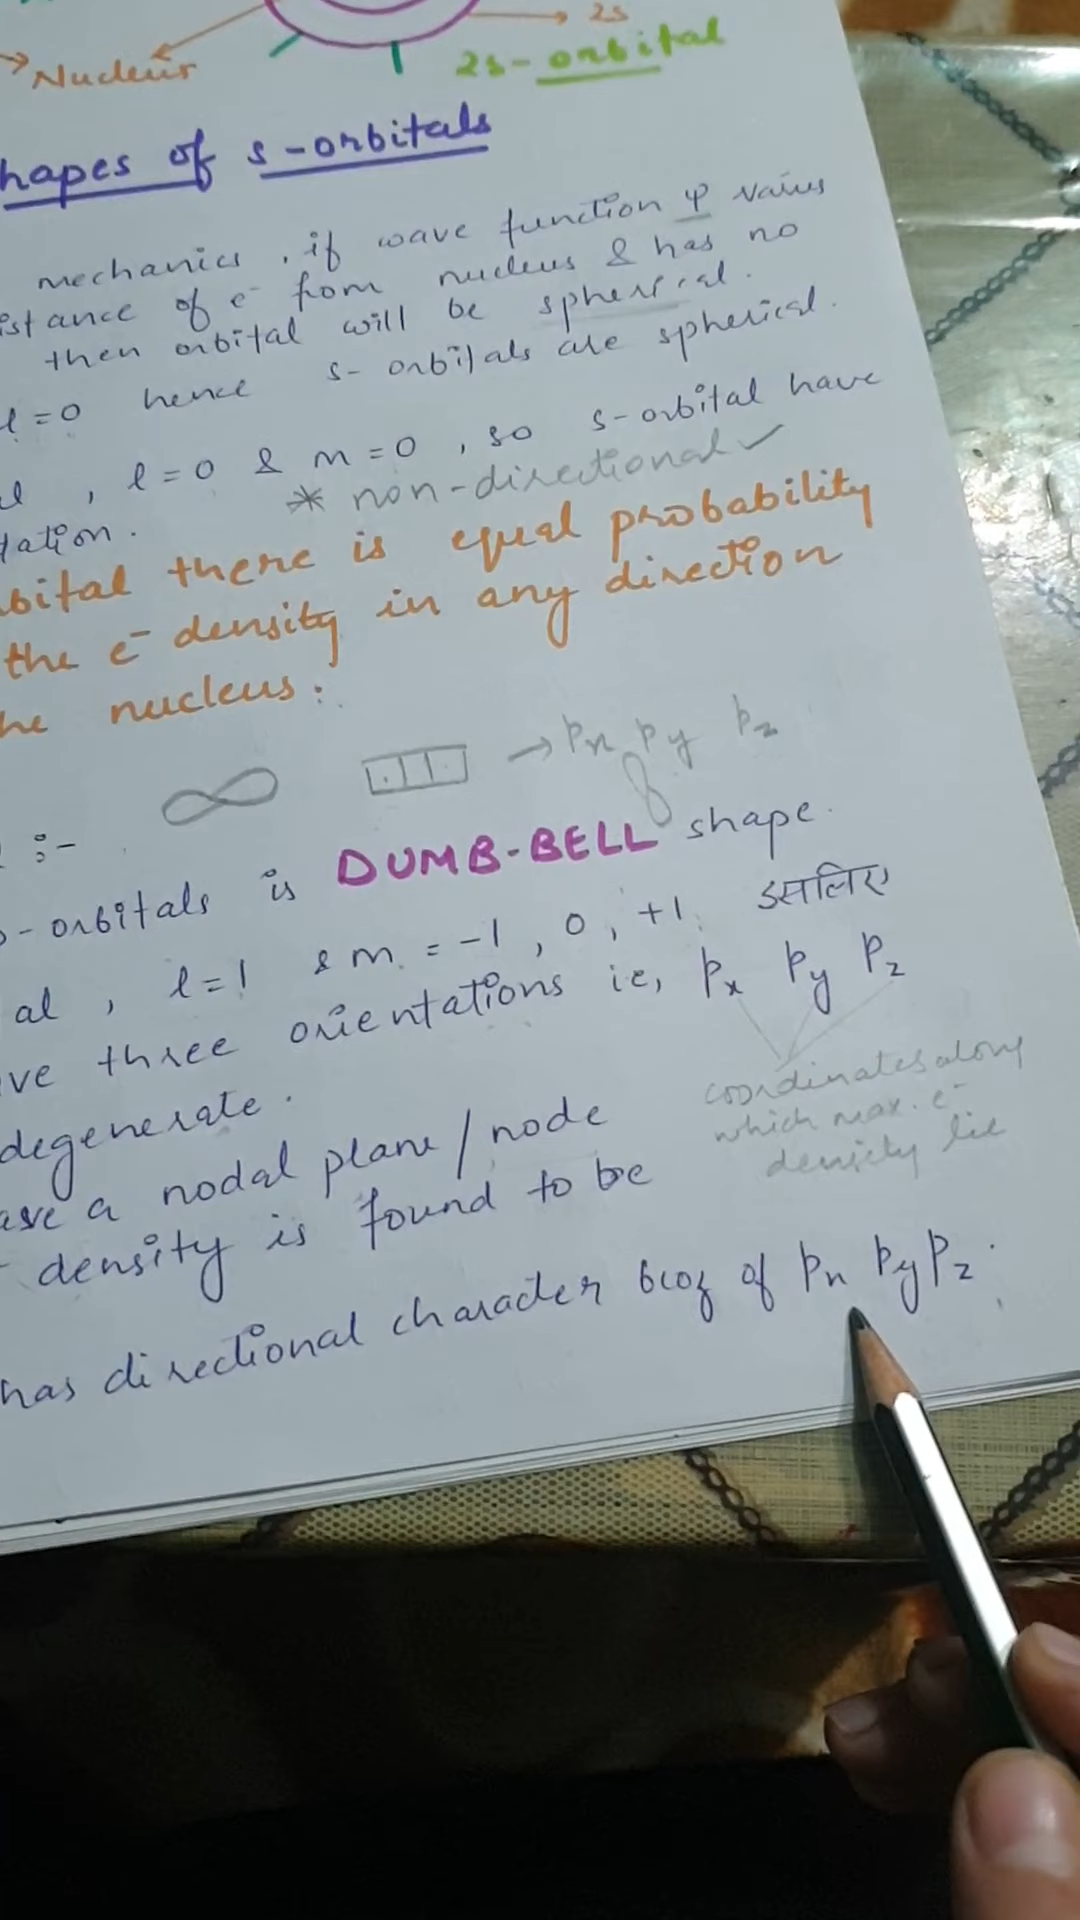 2s
Nucleus
2s-orbital
hapes of s-orbitals
mechanics, if wave function ψ varies
istance of e⁻ from nucleus & has no
then orbital will be spherical.
l=0 hence s-orbitals are spherical.
, l=0 & m=0, so s-orbital have
tation.
* non-directional ✓
bital there is equal probability
the e⁻ density in any direction
he nucleus:
→ Px Py Pz
:-
-orbitals is DUMB-BELL shape.
al, l=1 & m = -1, 0, +1 इसलिए
ve three orientations ie, Px Py Pz
degenerate.
coordinates along
which max. e⁻
density lie
ave a nodal plane/node
density is found to be
has directional character bcoz of Px Py Pz.